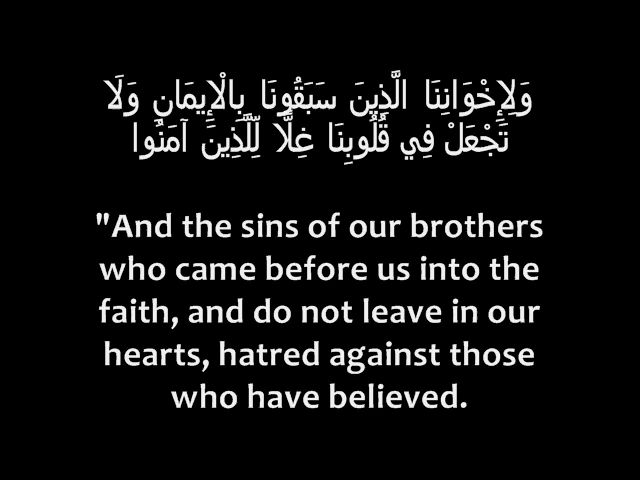 وَلِإِخْوَانِنَا الَّذِينَ سَبَقُونَا بِالْإِيمَانِ وَلَا
تَجْعَلْ فِي قُلُوبِنَا غِلًّا لِّلَّذِينَ آمَنُوا
"And the sins of our brothers
who came before us into the
faith, and do not leave in our
hearts, hatred against those
who have believed.